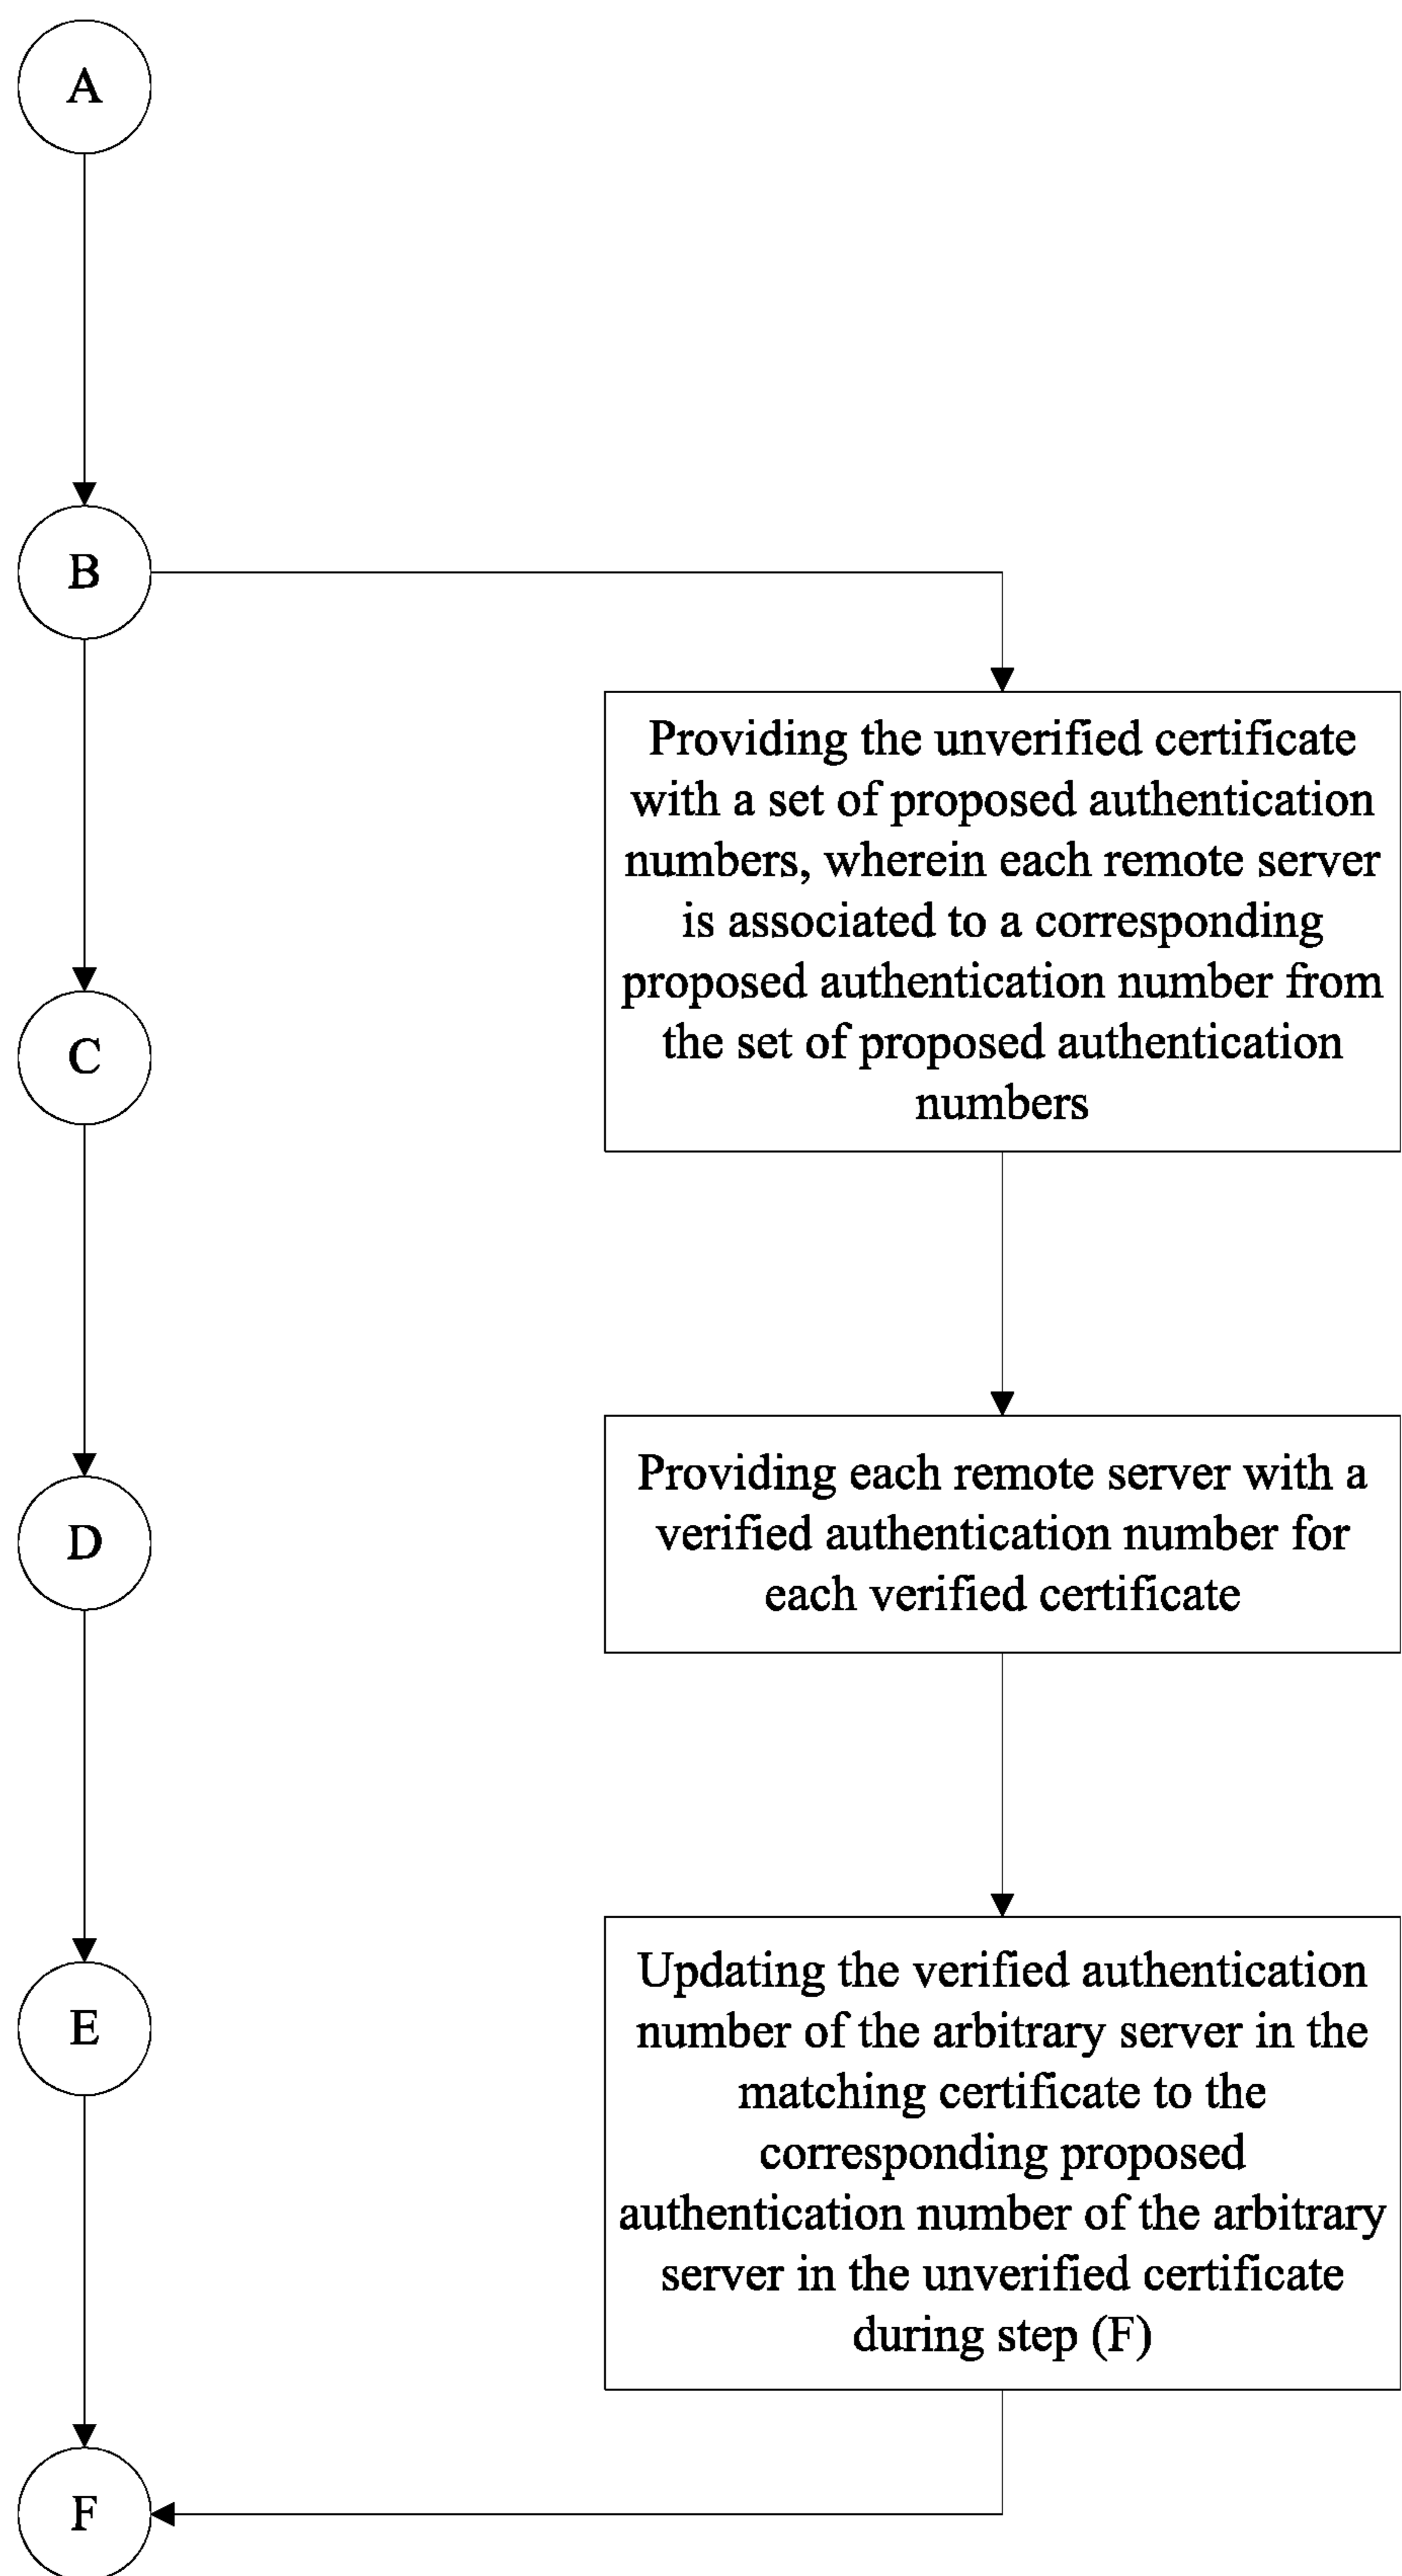 A
B
Providing the unverified certificate
with a set of proposed authentication
numbers, wherein each remote server
is associated to a corresponding
proposed authentication number from
the set of proposed authentication
numbers
C
Providing each remote server with a
verified authentication number for
each verified certificate
D
Updating the verified authentication
number of the arbitrary server in the
matching certificate to the
corresponding proposed
authentication number of the arbitrary
server in the unverified certificate
during step (F)
E
F